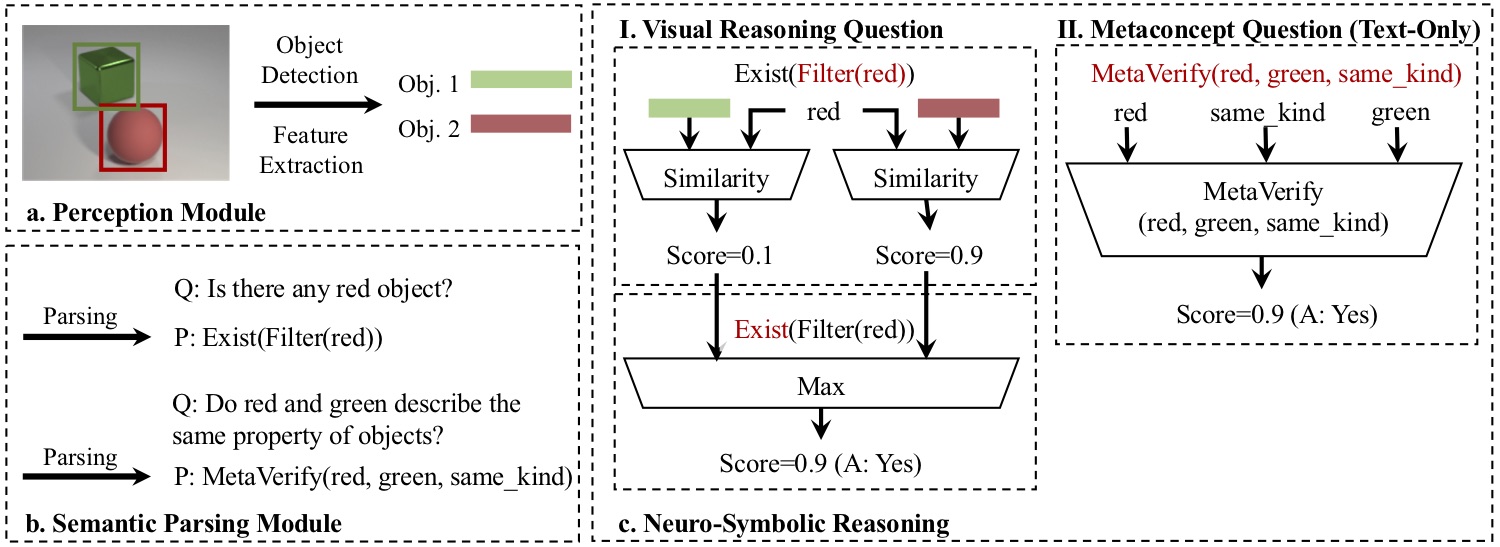 Object
Detection
Feature
Extraction
Obj. 1
Obj. 2
a. Perception Module
Parsing
Q: Is there any red object?
P: Exist(Filter(red))
Parsing
Q: Do red and green describe the
same property of objects?
P: MetaVerify(red, green, same_kind)
b. Semantic Parsing Module
I. Visual Reasoning Question
Exist(Filter(red))
red
Similarity
Similarity
Score=0.1
Score=0.9
Exist(Filter(red))
Max
Score=0.9 (A: Yes)
II. Metaconcept Question (Text-Only)
MetaVerify(red, green, same_kind)
red
same_kind
green
MetaVerify
(red, green, same_kind)
Score=0.9 (A: Yes)
c. Neuro-Symbolic Reasoning